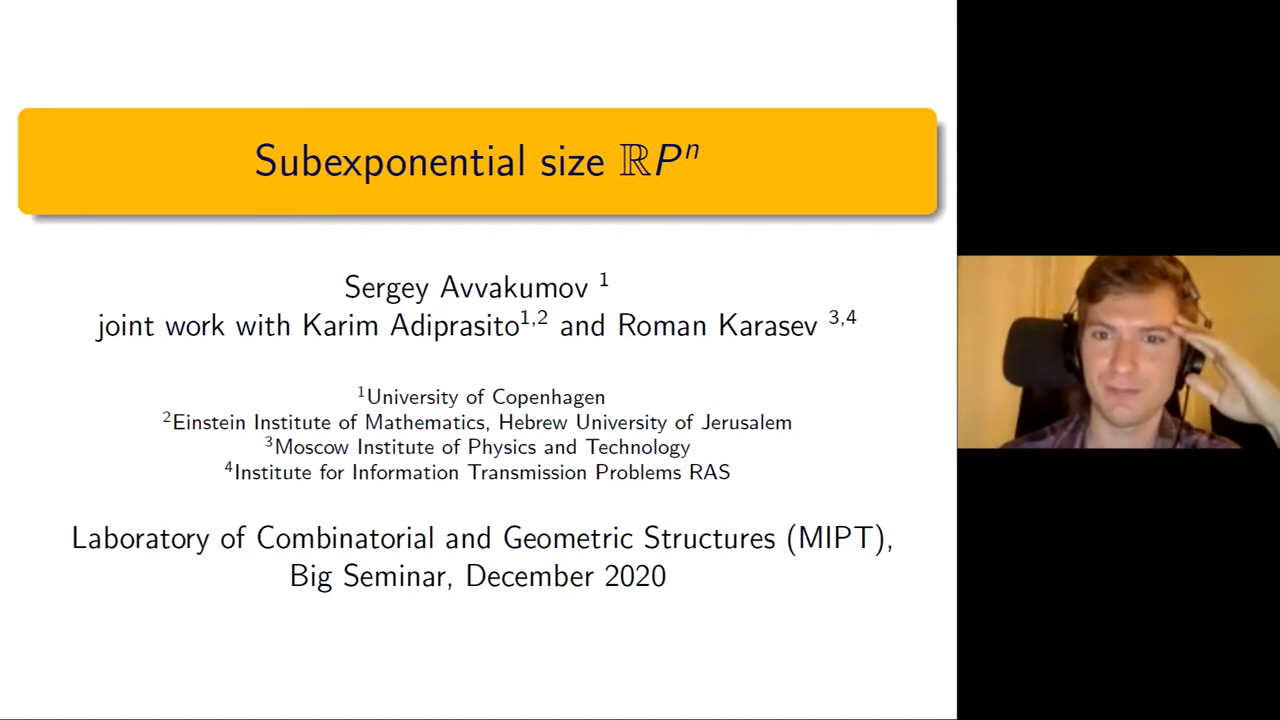 Subexponential size ℝPⁿ
Sergey Avvakumov ¹
joint work with Karim Adiprasito¹,² and Roman Karasev ³,⁴
¹University of Copenhagen
²Einstein Institute of Mathematics, Hebrew University of Jerusalem
³Moscow Institute of Physics and Technology
⁴Institute for Information Transmission Problems RAS
Laboratory of Combinatorial and Geometric Structures (MIPT),
Big Seminar, December 2020